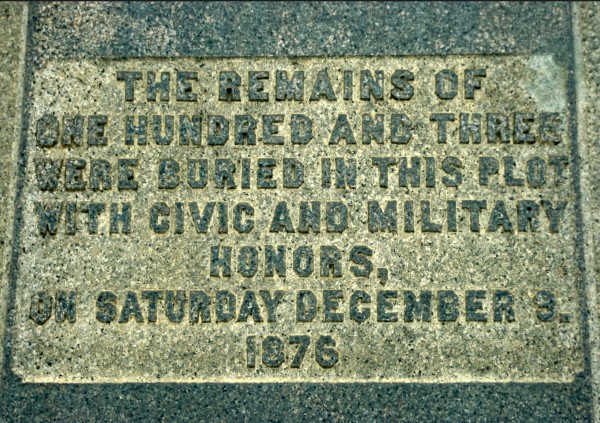 THE REMAINS OF
ONE HUNDRED AND THREE
WERE BURIED IN THIS PLOT
WITH CIVIC AND MILITARY
HONORS,
ON SATURDAY DECEMBER 9.
1876